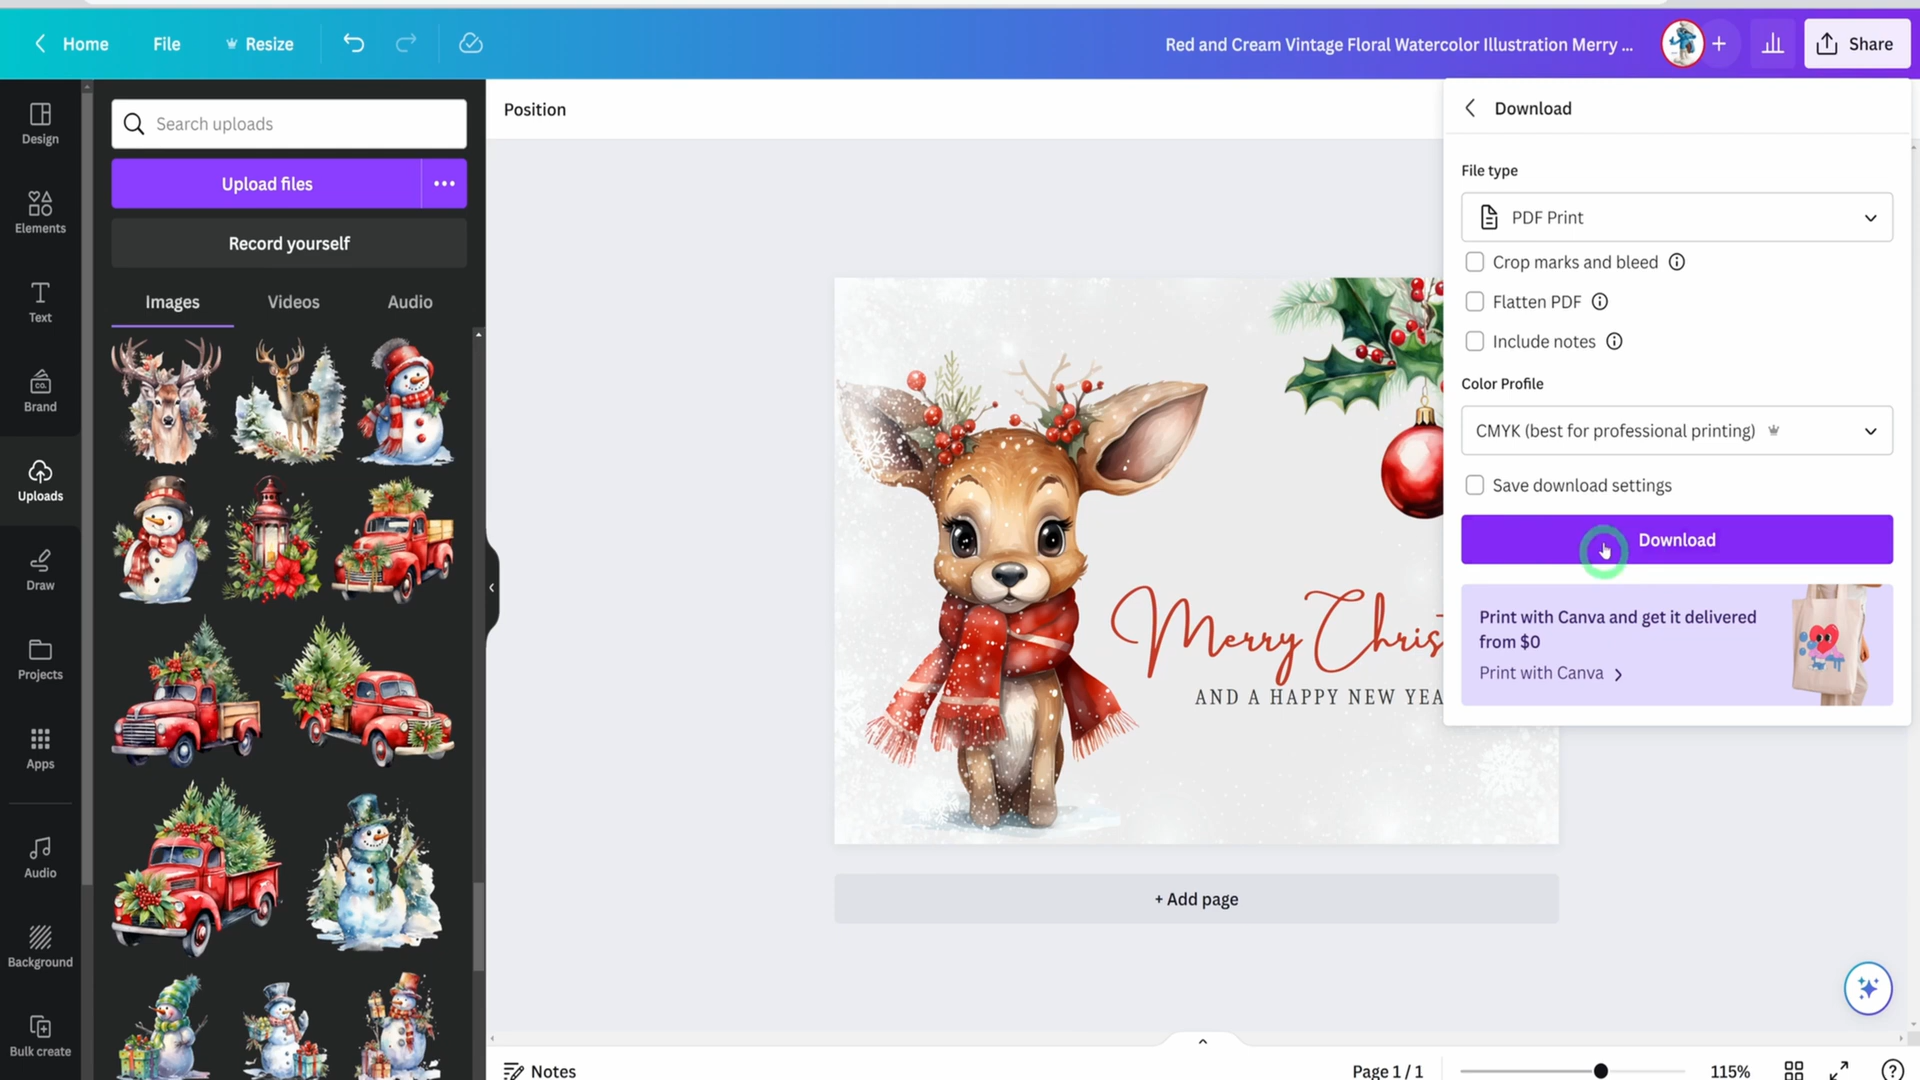 Home
File
Resize
Red and Cream Vintage Floral Watercolor Illustration Merry ...
Share
Design
Elements
Text
Brand
Uploads
Draw
Projects
Apps
Audio
Background
Bulk create
Search uploads
Upload files
Record yourself
Images
Videos
Audio
Position
Merry Christ
AND A HAPPY NEW YEA
+ Add page
Download
File type
PDF Print
Crop marks and bleed
Flatten PDF
Include notes
Color Profile
CMYK (best for professional printing)
Save download settings
Download
Print with Canva and get it delivered
from $0
Print with Canva
Notes
Page 1 / 1
115%